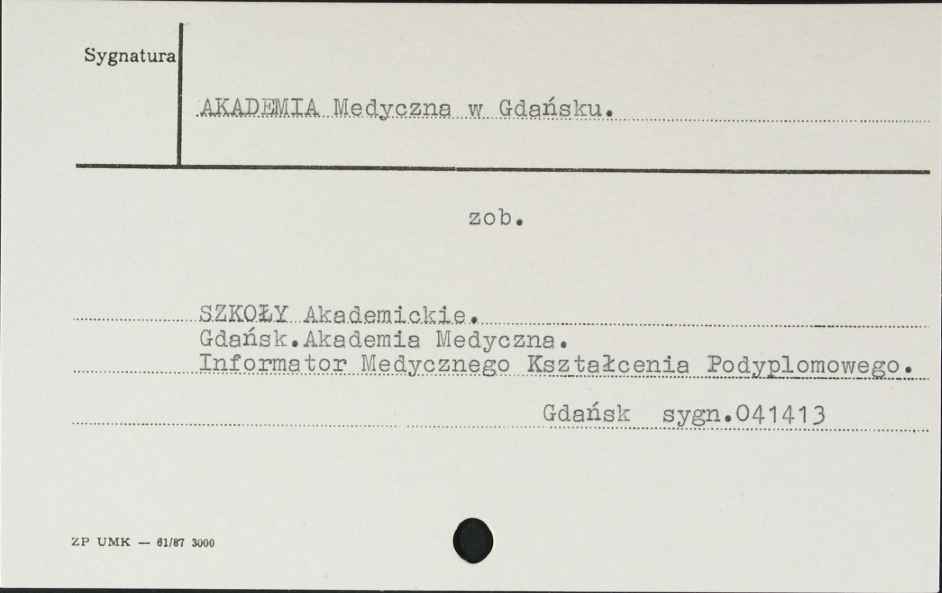 Sygnatura
AKADEMIA Medyczna w Gdańsku.
zob.
SZKOŁY Akademickie.
Gdańsk.Akademia Medyczna.
Informator Medycznego Kształcenia Podyplomowego.
Gdańsk sygn.041413
ZP UMK — 61/87 3000